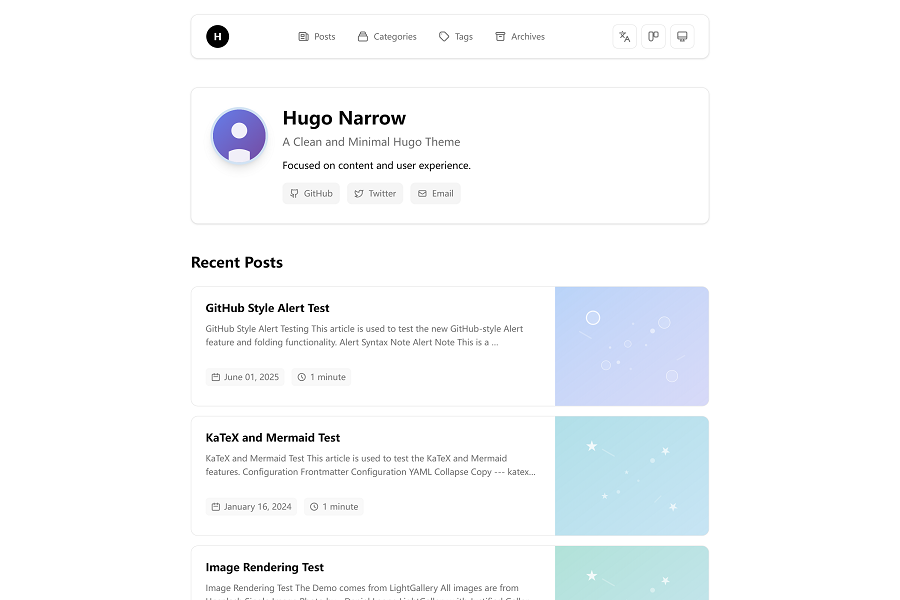 H
Posts
Categories
Tags
Archives
Hugo Narrow
A Clean and Minimal Hugo Theme
Focused on content and user experience.
GitHub
Twitter
Email
Recent Posts
GitHub Style Alert Test
GitHub Style Alert Testing This article is used to test the new GitHub-style Alert
feature and folding functionality. Alert Syntax Note Alert Note This is a ...
June 01, 2025
1 minute
KaTeX and Mermaid Test
KaTeX and Mermaid Test This article is used to test the KaTeX and Mermaid
features. Configuration Frontmatter Configuration YAML Collapse Copy --- katex...
January 16, 2024
1 minute
Image Rendering Test
Image Rendering Test The Demo comes from LightGallery All images are from